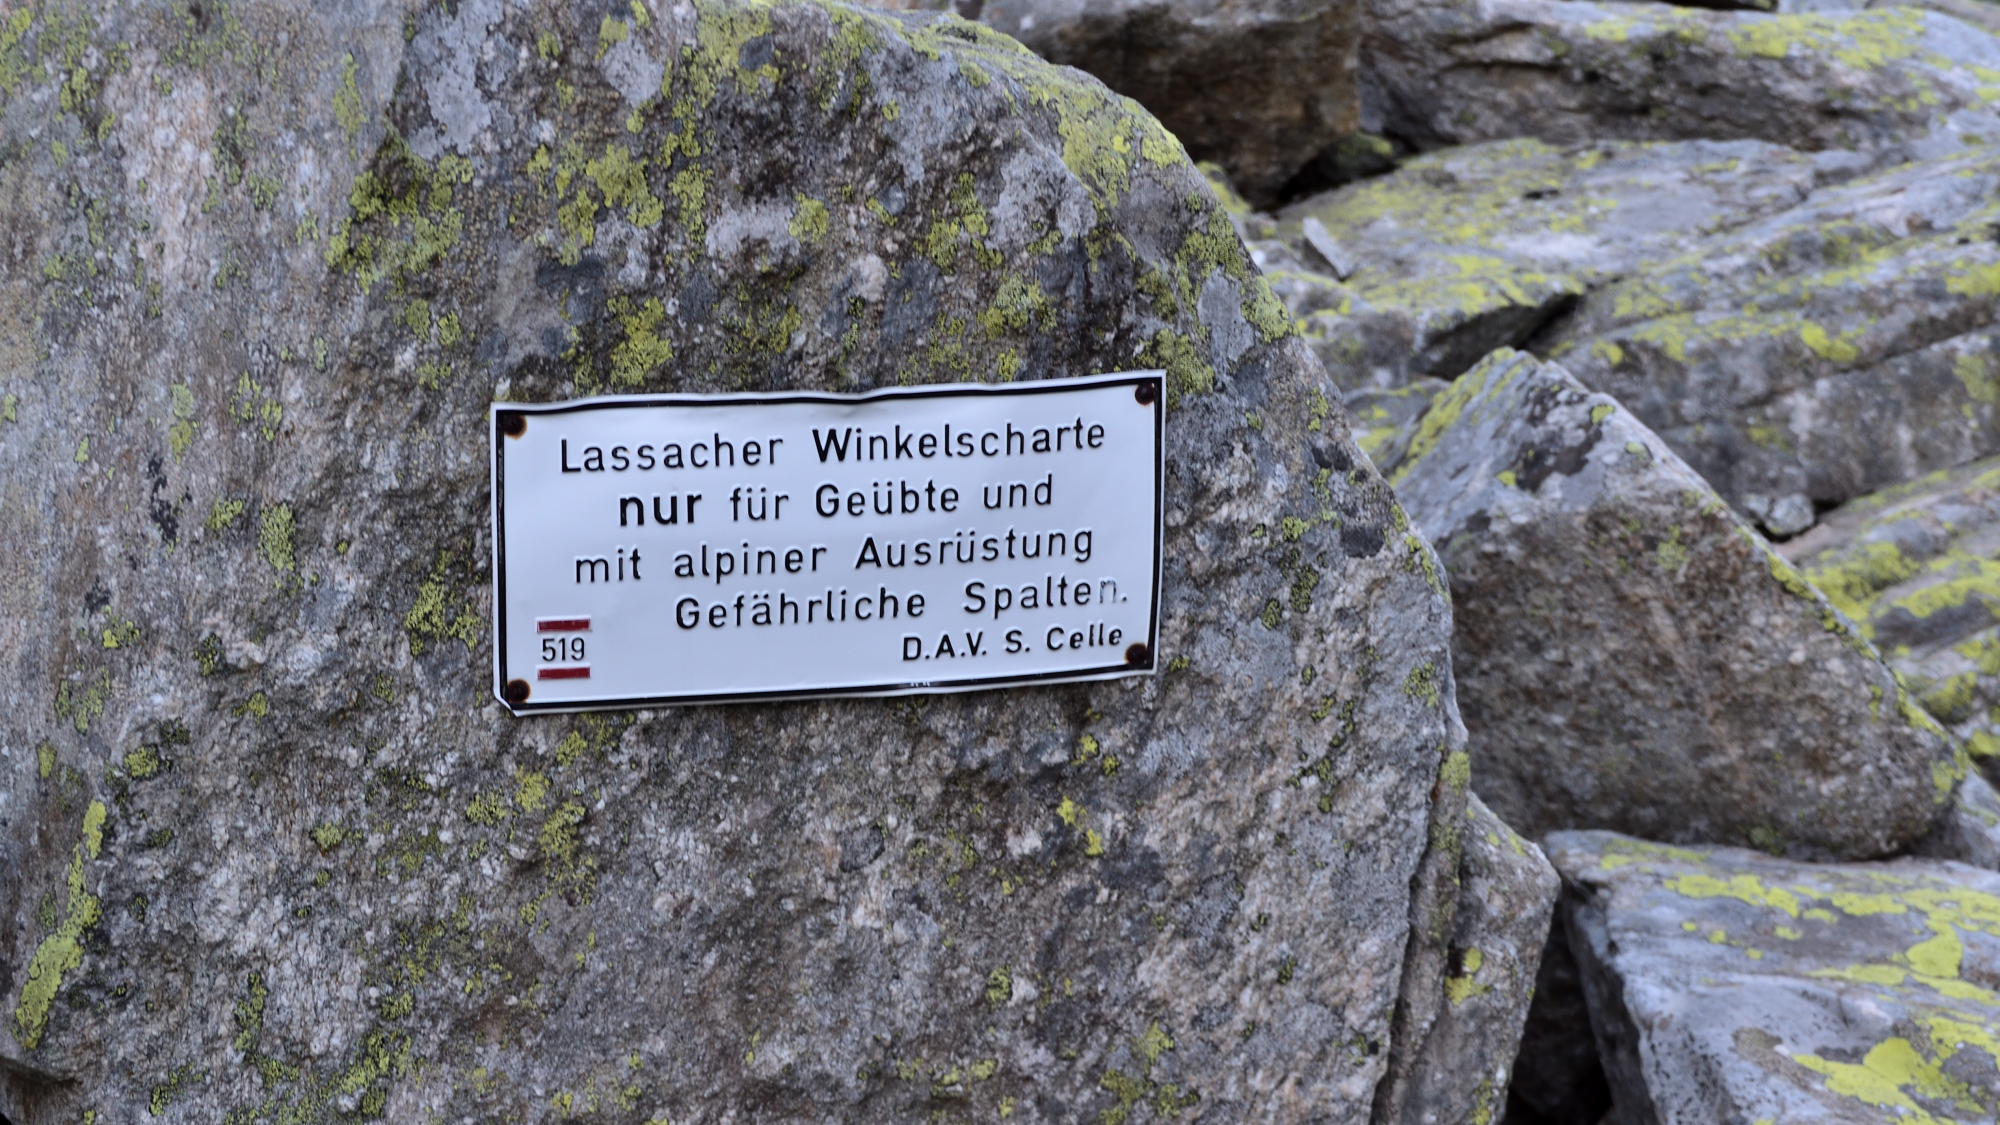 Lassacher Winkelscharte
nur für Geübte und
mit alpiner Ausrüstung
Gefährliche Spalten.
519
D.A.V. S. Celle